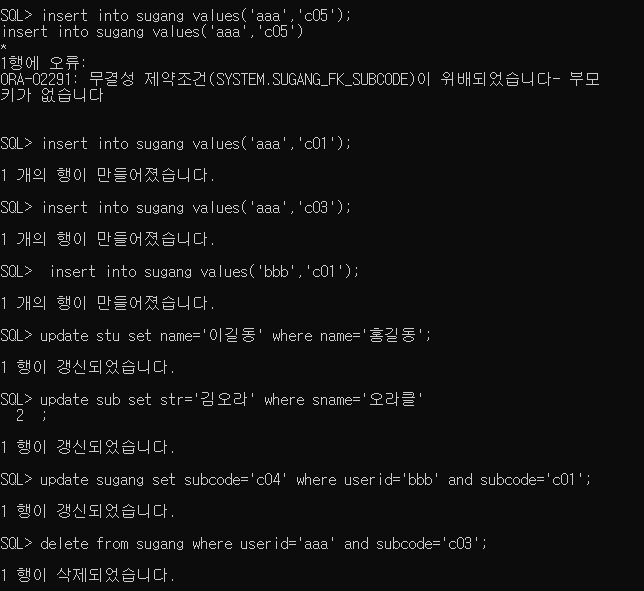 SQL> insert into sugang values('aaa','c05');
insert into sugang values('aaa','c05')
*
1행에 오류:
ORA-02291: 무결성 제약조건(SYSTEM.SUGANG_FK_SUBCODE)이 위배되었습니다- 부모
키가 없습니다
SQL> insert into sugang values('aaa','c01');
1 개의 행이 만들어졌습니다.
SQL> insert into sugang values('aaa','c03');
1 개의 행이 만들어졌습니다.
SQL>  insert into sugang values('bbb','c01');
1 개의 행이 만들어졌습니다.
SQL> update stu set name='이길동' where name='홍길동';
1 행이 갱신되었습니다.
SQL> update sub set str='김오라' where sname='오라클'
  2  ;
1 행이 갱신되었습니다.
SQL> update sugang set subcode='c04' where userid='bbb' and subcode='c01';
1 행이 갱신되었습니다.
SQL> delete from sugang where userid='aaa' and subcode='c03';
1 행이 삭제되었습니다.